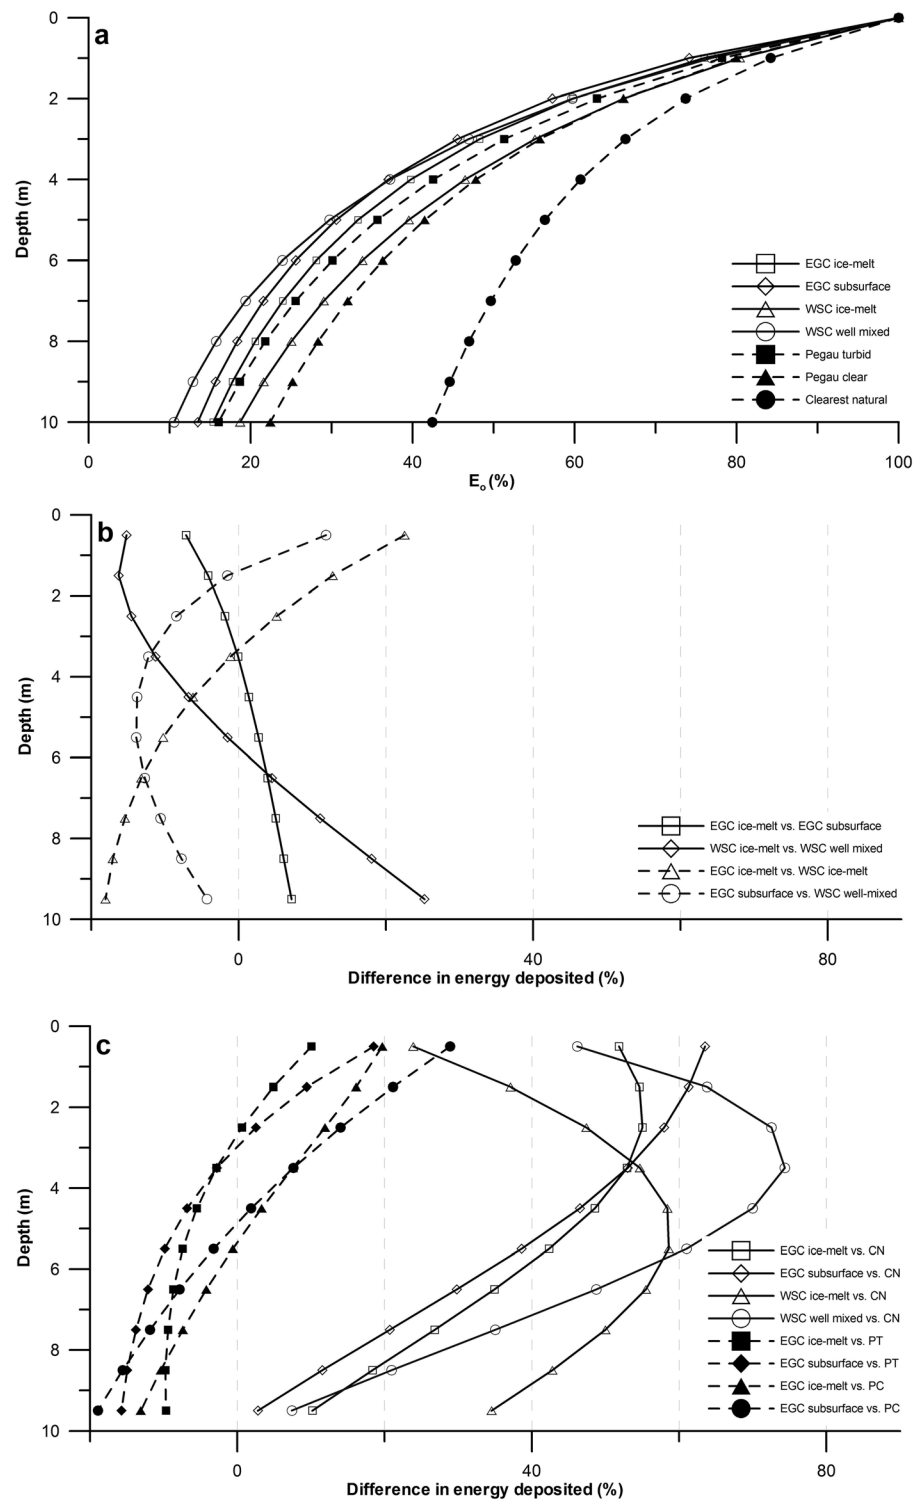 a
0
2
4
6
8
10
Depth (m)
EGC ice-melt
EGC subsurface
WSC ice-melt
WSC well mixed
Pegau turbid
Pegau clear
Clearest natural
0 20 40 60 80 100
Eo (%)
b
0
2
4
6
8
10
Depth (m)
EGC ice-melt vs. EGC subsurface
WSC ice-melt vs. WSC well mixed
EGC ice-melt vs. WSC ice-melt
EGC subsurface vs. WSC well-mixed
0 40 80
Difference in energy deposited (%)
c
0
2
4
6
8
10
Depth (m)
EGC ice-melt vs. CN
EGC subsurface vs. CN
WSC ice-melt vs. CN
WSC well mixed vs. CN
EGC ice-melt vs. PT
EGC subsurface vs. PT
EGC ice-melt vs. PC
EGC subsurface vs. PC
0 40 80
Difference in energy deposited (%)